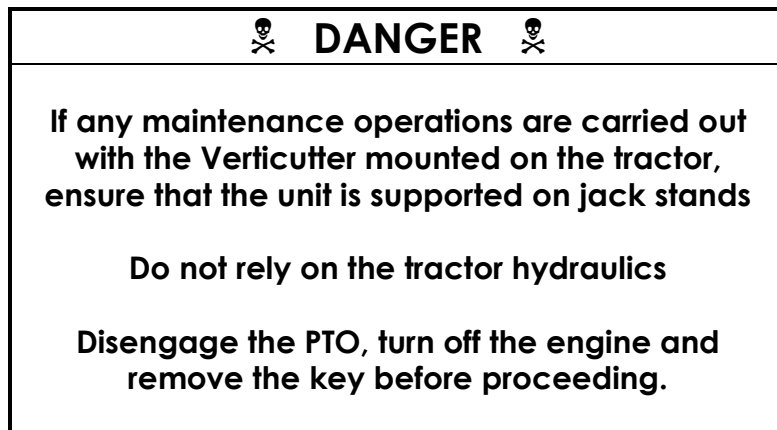 DANGER
If any maintenance operations are carried out
with the Verticutter mounted on the tractor,
ensure that the unit is supported on jack stands
Do not rely on the tractor hydraulics
Disengage the PTO, turn off the engine and
remove the key before proceeding.